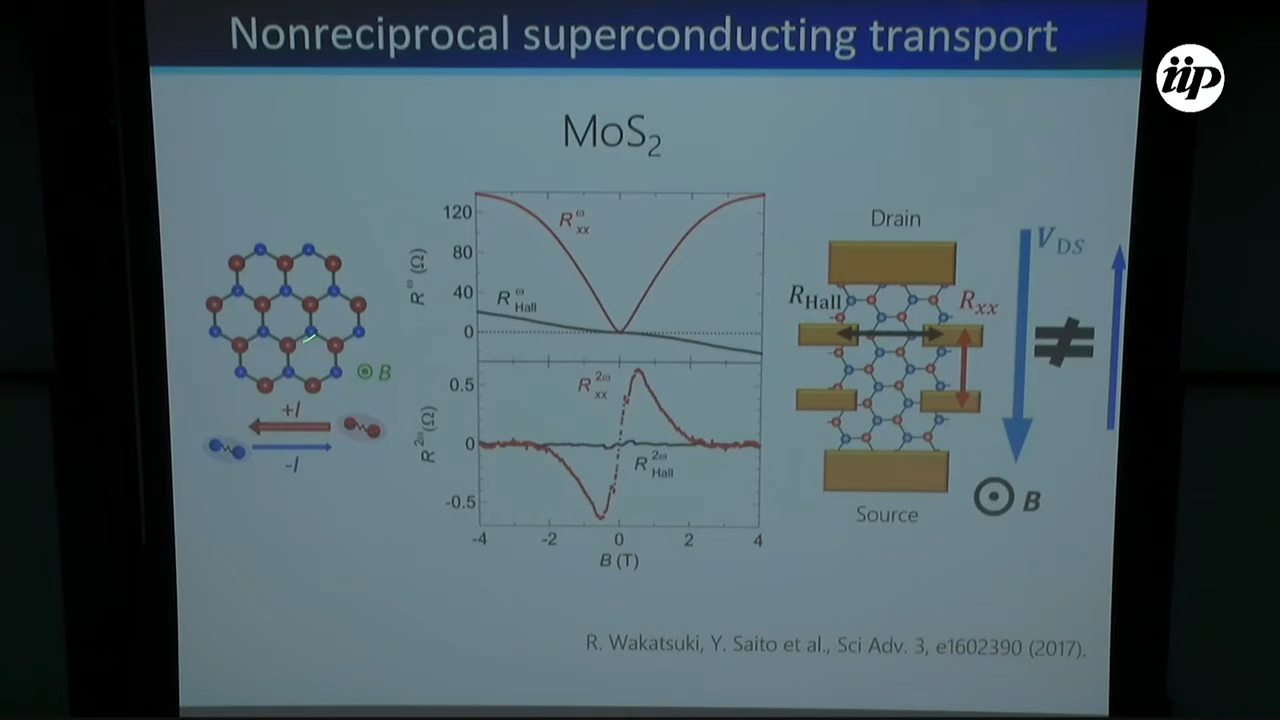 Nonreciprocal superconducting transport
iip
MoS2
120
80
40
0
R^ω (Ω)
R^ω_xx
R^ω_Hall
0.5
0
-0.5
R^2ω (Ω)
R^2ω_xx
R^2ω_Hall
-4 -2 0 2 4
B (T)
B
+I
-I
Drain
V_DS
R_Hall
R_xx
≠
B
Source
R. Wakatsuki, Y. Saito et al., Sci Adv. 3, e1602390 (2017).